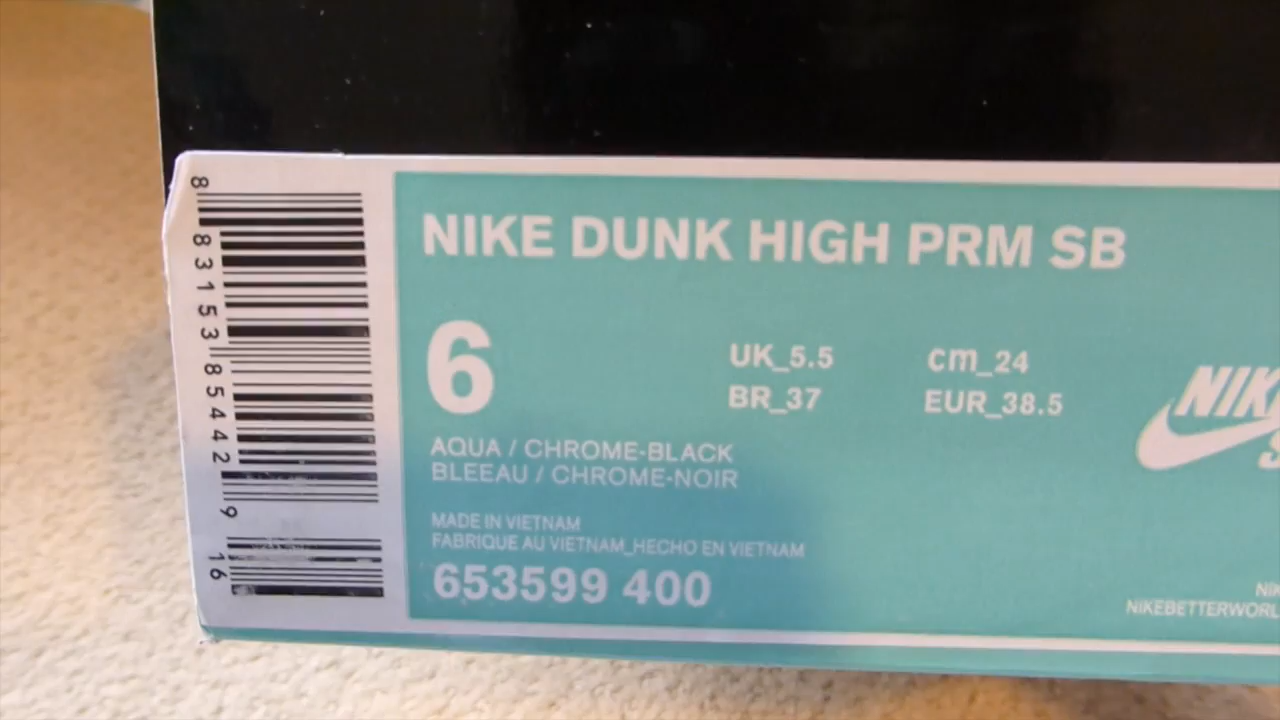 8 83153 85442 9 16
NIKE DUNK HIGH PRM SB
6
UK_5.5 cm_24
BR_37 EUR_38.5
AQUA / CHROME-BLACK
BLEEAU / CHROME-NOIR
MADE IN VIETNAM
FABRIQUE AU VIETNAM_HECHO EN VIETNAM
653599 400